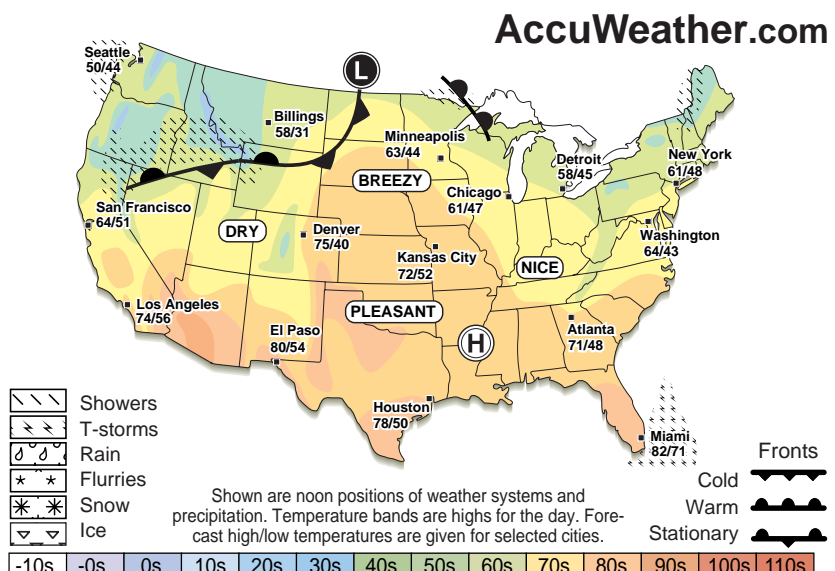 AccuWeather.com
Seattle
50/44
L
Billings
58/31
Minneapolis
63/44
BREEZY
Detroit
58/45
New York
61/48
Chicago
61/47
San Francisco
64/51
DRY
Denver
75/40
Washington
64/43
Kansas City
72/52
NICE
Los Angeles
74/56
PLEASANT
El Paso
80/54
H
Atlanta
71/48
Houston
78/50
Miami
82/71
Showers
T-storms
Rain
Flurries
Snow
Ice
Shown are noon positions of weather systems and
precipitation. Temperature bands are highs for the day. Fore-
cast high/low temperatures are given for selected cities.
Fronts
Cold
Warm
Stationary
-10s -0s 0s 10s 20s 30s 40s 50s 60s 70s 80s 90s 100s 110s